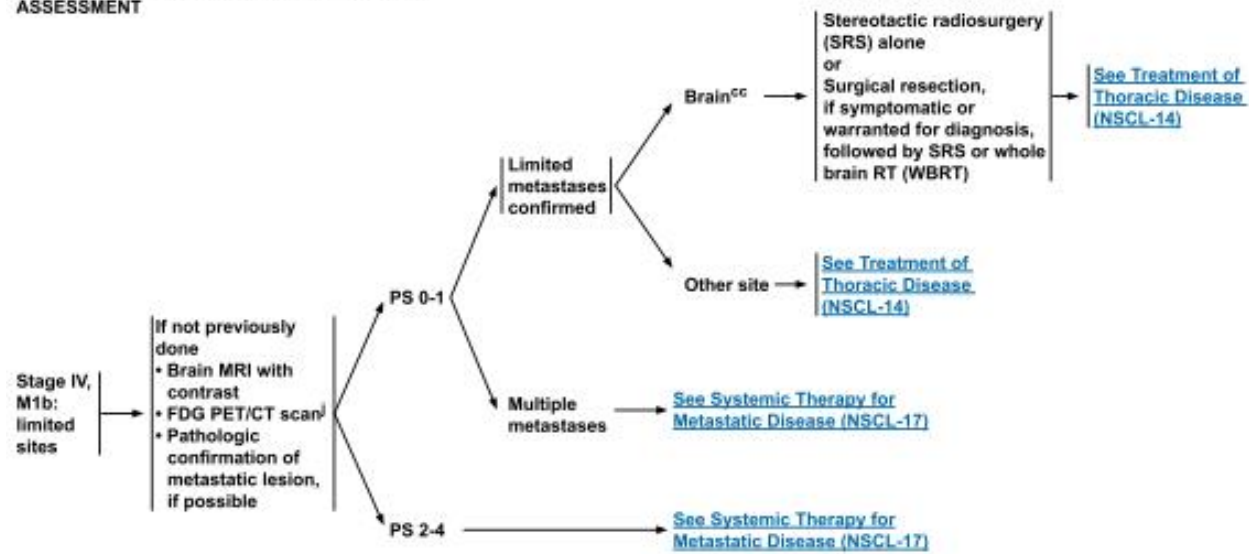 ASSESSMENT
Stage IV,
M1b:
limited
sites
If not previously
done
• Brain MRI with
contrast
• FDG PET/CT scanj
• Pathologic
confirmation of
metastatic lesion,
if possible
PS 0-1
Limited
metastases
confirmed
Braincc
Stereotactic radiosurgery
(SRS) alone
or
Surgical resection,
if symptomatic or
warranted for diagnosis,
followed by SRS or whole
brain RT (WBRT)
See Treatment of
Thoracic Disease
(NSCL-14)
Other site
See Treatment of
Thoracic Disease
(NSCL-14)
Multiple
metastases
See Systemic Therapy for
Metastatic Disease (NSCL-17)
PS 2-4
See Systemic Therapy for
Metastatic Disease (NSCL-17)